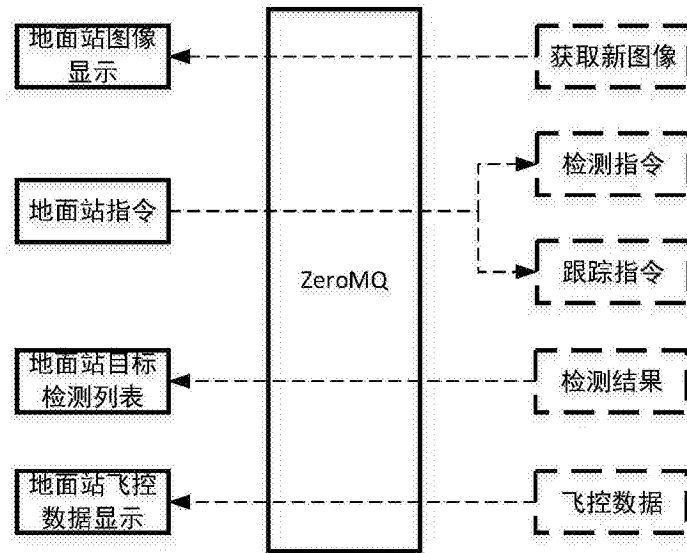 地面站图像
显示
获取新图像
检测指令
地面站指令
跟踪指令
ZeroMQ
地面站目标
检测列表
检测结果
地面站飞控
数据显示
飞控数据